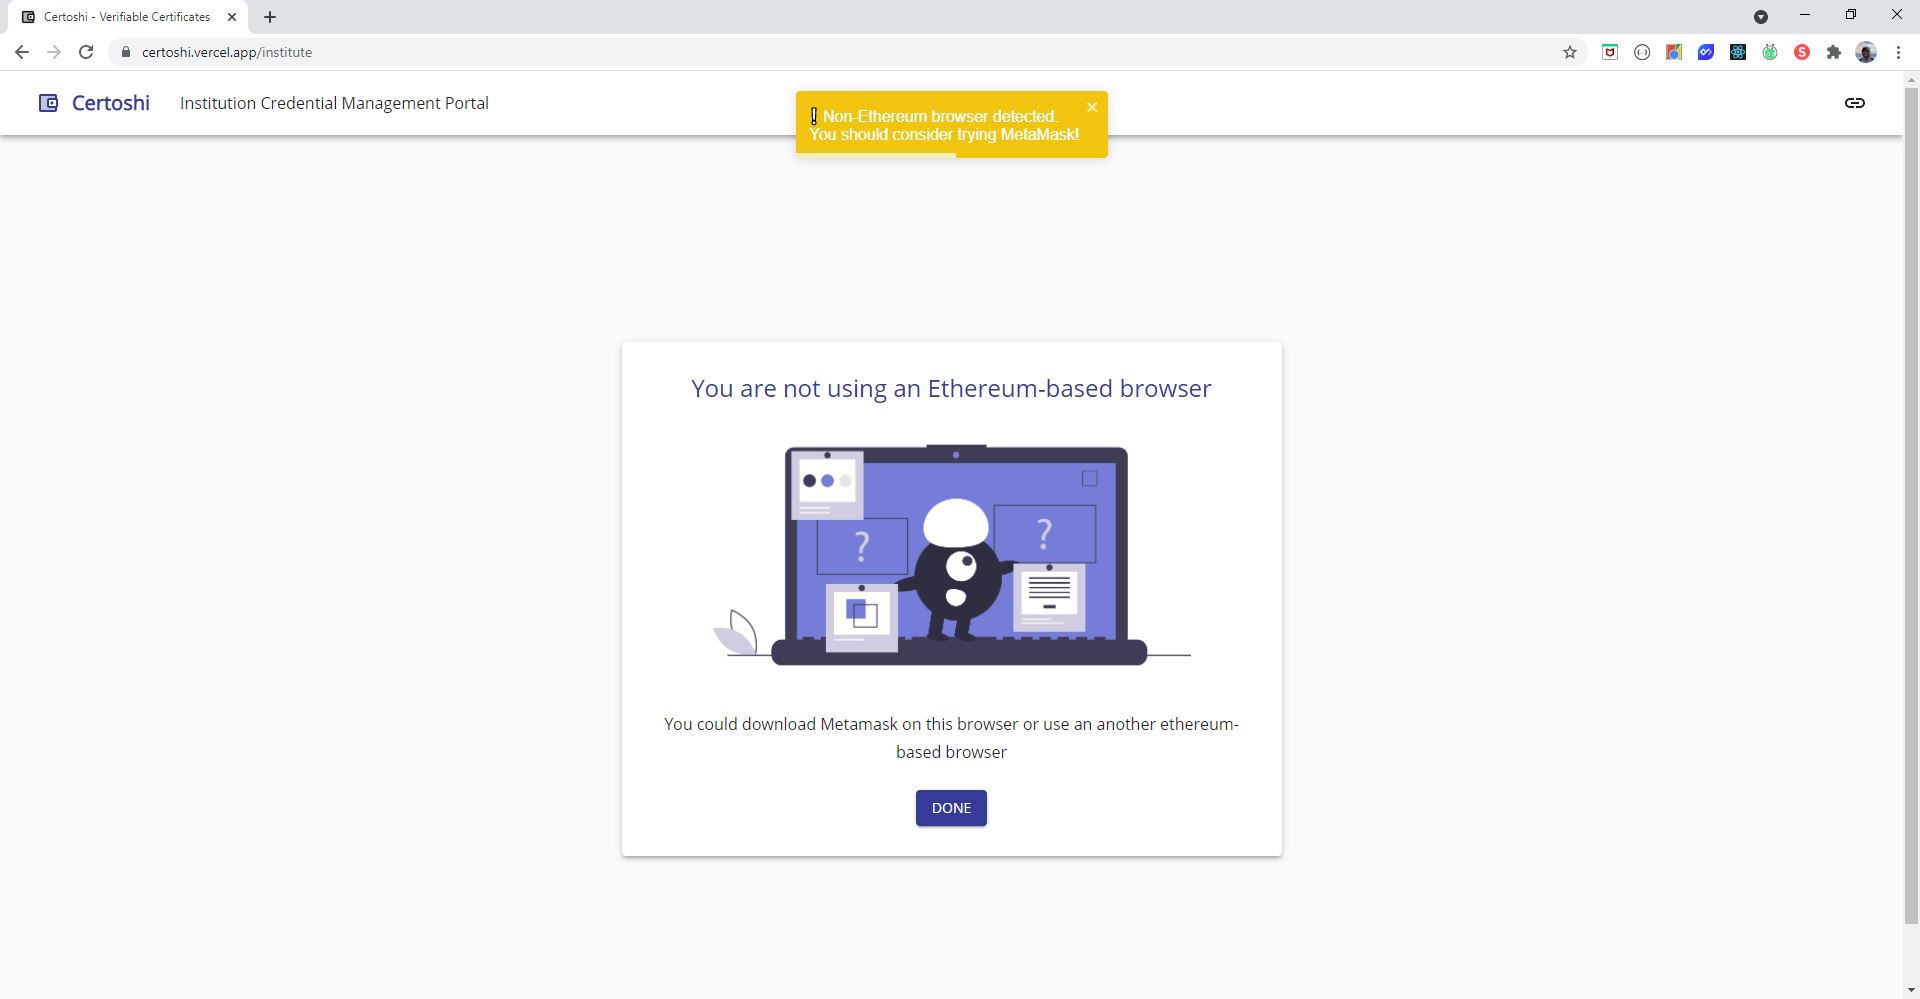 Certoshi - Verifiable Certificates
certoshi.vercel.app/institute
Certoshi
Institution Credential Management Portal
❕ Non-Ethereum browser detected.
You should consider trying MetaMask!
You are not using an Ethereum-based browser
?
?
You could download Metamask on this browser or use an another ethereum-
based browser
DONE